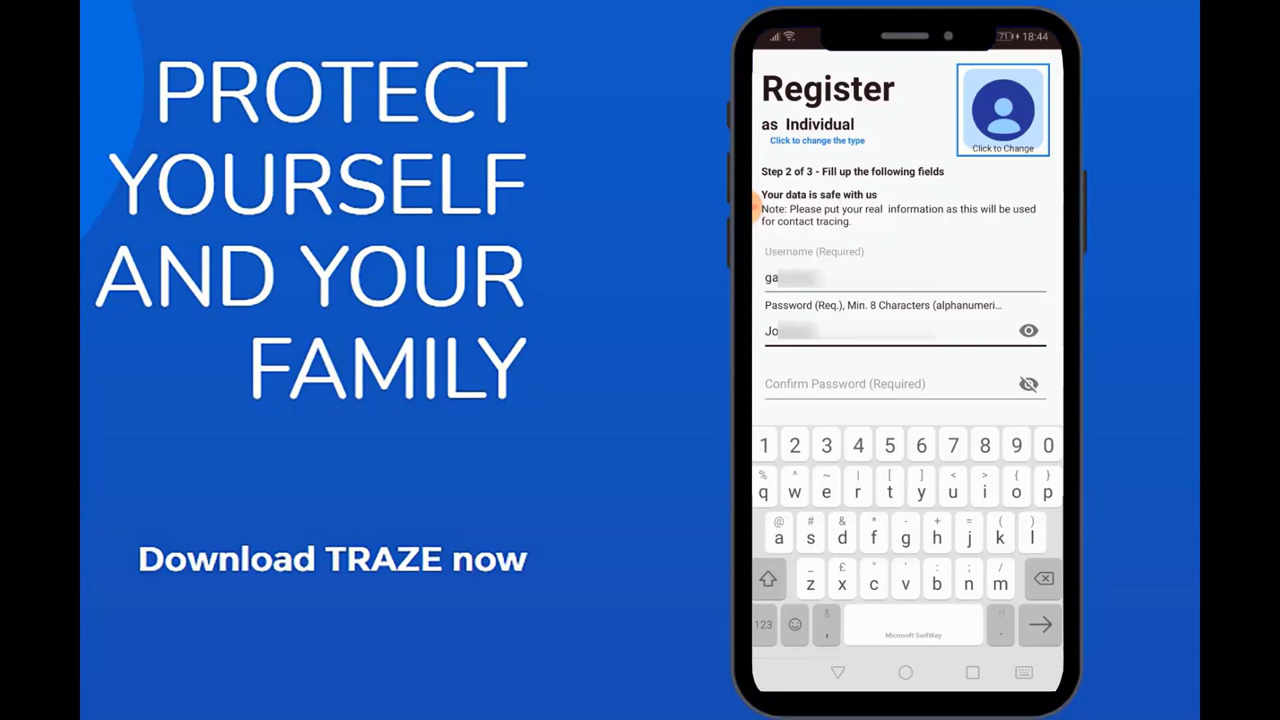 PROTECT
YOURSELF
AND YOUR
FAMILY
Download TRAZE now
18:44
Register
as Individual
Click to change the type
Click to Change
Step 2 of 3 - Fill up the following fields
Your data is safe with us
Note: Please put your real information as this will be used
for contact tracing.
Username (Required)
ga
Password (Req.), Min. 8 Characters (alphanumeri...
Jo
Confirm Password (Required)
1 2 3 4 5 6 7 8 9 0
% ^ ~ | [ ] < > { }
q w e r t y u i o p
@ # & * - + = ( )
a s d f g h j k l
_ £ " ' : ; /
z x c v b n m
123 , .
Microsoft SwiftKey